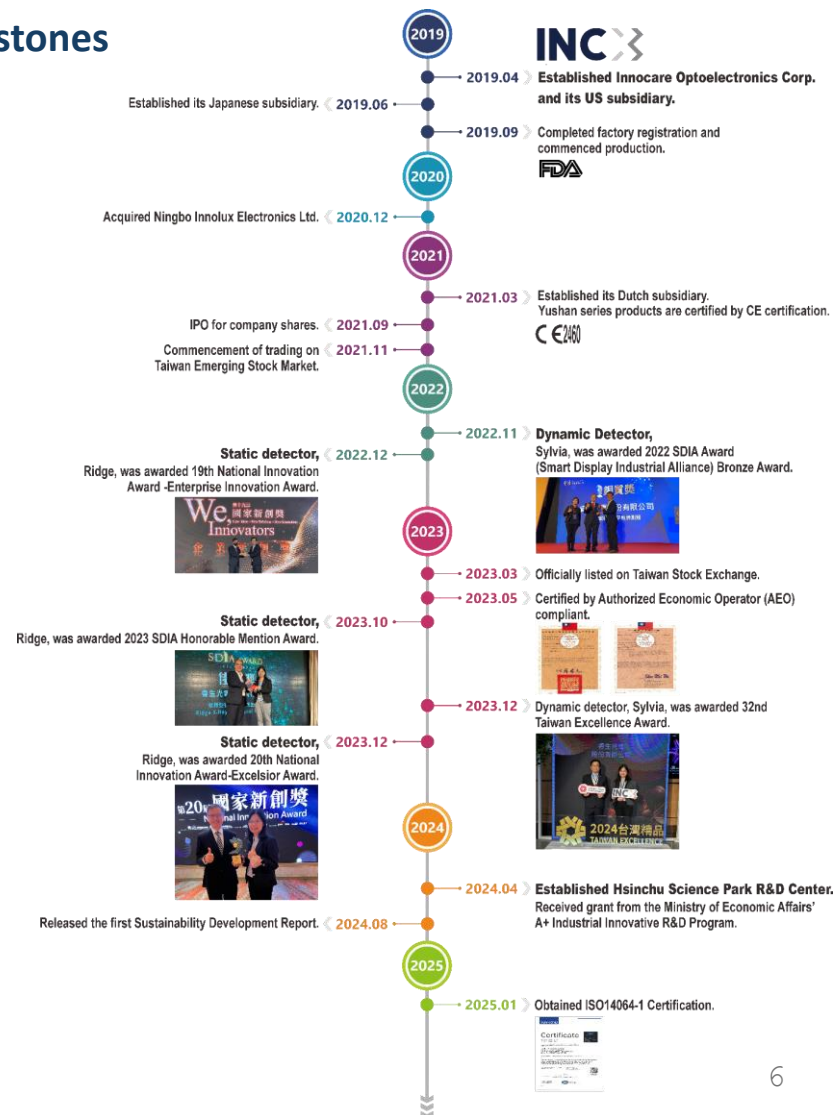 stones
2019
INC
2019.04
Established Innocare Optoelectronics Corp.
and its US subsidiary.
Established its Japanese subsidiary.
2019.06
2019.09
Completed factory registration and
commenced production.
FDA
2020
Acquired Ningbo Innolux Electronics Ltd.
2020.12
2021
2021.03
Established its Dutch subsidiary.
Yushan series products are certified by CE certification.
CE2460
IPO for company shares.
2021.09
Commencement of trading on
Taiwan Emerging Stock Market.
2021.11
2022
2022.11
Dynamic Detector,
Sylvia, was awarded 2022 SDIA Award
(Smart Display Industrial Alliance) Bronze Award.
Static detector,
2022.12
Ridge, was awarded 19th National Innovation
Award -Enterprise Innovation Award.
We,
國家新創獎
Innovators
2023
2023.03
Officially listed on Taiwan Stock Exchange.
2023.05
Certified by Authorized Economic Operator (AEO)
compliant.
Static detector,
2023.10
Ridge, was awarded 2023 SDIA Honorable Mention Award.
SDIA AWARD
2023.12
Dynamic detector, Sylvia, was awarded 32nd
Taiwan Excellence Award.
INC
2024台灣精品
TAIWAN EXCELLENCE
Static detector,
2023.12
Ridge, was awarded 20th National
Innovation Award-Excelsior Award.
第20
國家新創獎
National Innovation Award
2024
2024.04
Established Hsinchu Science Park R&D Center.
Received grant from the Ministry of Economic Affairs'
A+ Industrial Innovative R&D Program.
Released the first Sustainability Development Report.
2024.08
2025
2025.01
Obtained ISO14064-1 Certification.
Certificate
6